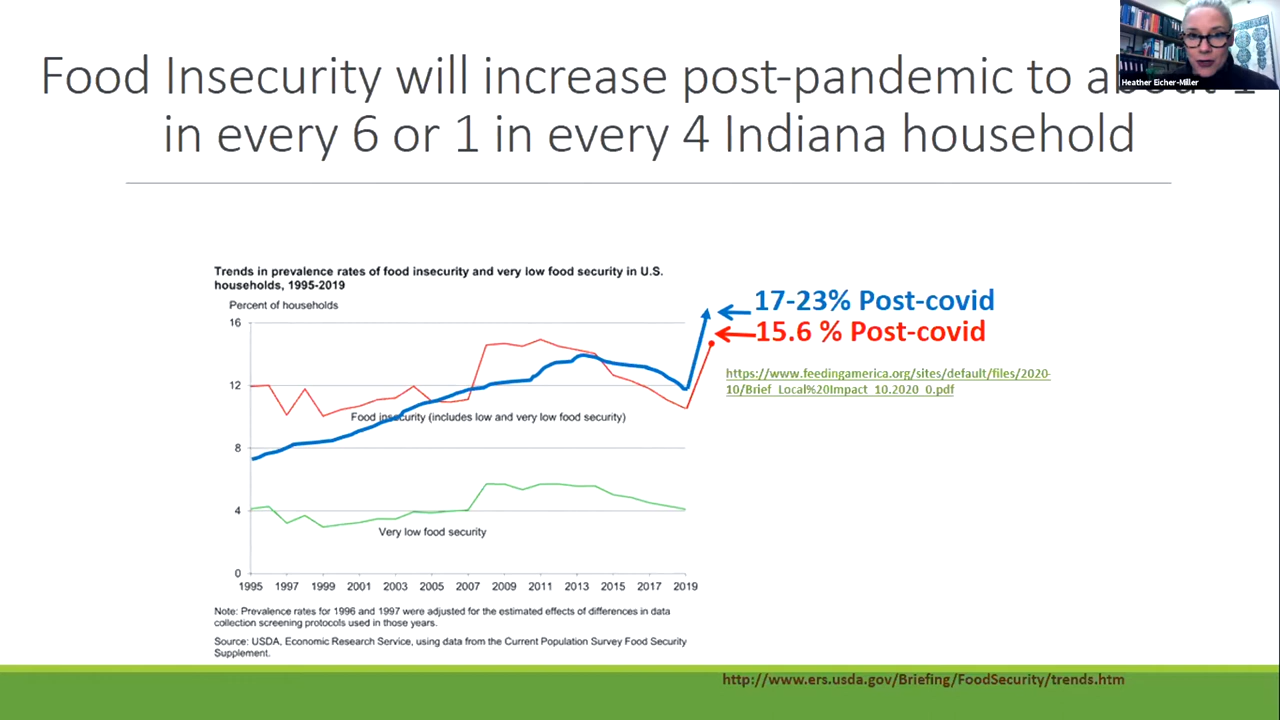 Food Insecurity will increase post-pandemic to about 1
in every 6 or 1 in every 4 Indiana household
Heather Eicher-Miller
Trends in prevalence rates of food insecurity and very low food security in U.S.
households, 1995-2019
Percent of households
16
12
8
4
0
Food insecurity (includes low and very low food security)
Very low food security
1995 1997 1999 2001 2003 2005 2007 2009 2011 2013 2015 2017 2019
17-23% Post-covid
15.6 % Post-covid
https://www.feedingamerica.org/sites/default/files/2020-
10/Brief_Local%20Impact_10.2020_0.pdf
Note: Prevalence rates for 1996 and 1997 were adjusted for the estimated effects of differences in data
collection screening protocols used in those years.
Source: USDA, Economic Research Service, using data from the Current Population Survey Food Security
Supplement.
http://www.ers.usda.gov/Briefing/FoodSecurity/trends.htm